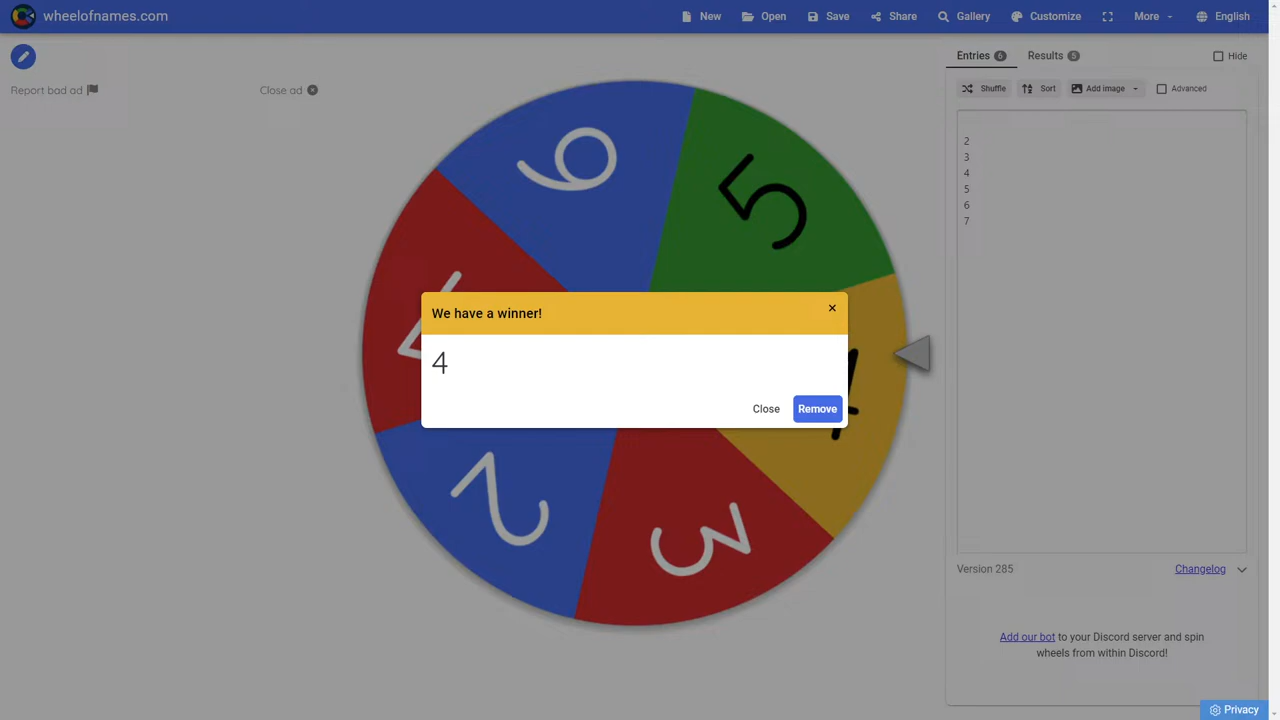 wheelofnames.com
New
Open
Save
Share
Gallery
Customize
More
English
Report bad ad
Close ad
Entries 6
Results 5
Hide
Shuffle
Sort
Add image
Advanced
2
3
4
5
6
7
6
5
3
2
We have a winner!
4
Close
Remove
Version 285
Changelog
Add our bot to your Discord server and spin
wheels from within Discord!
Privacy